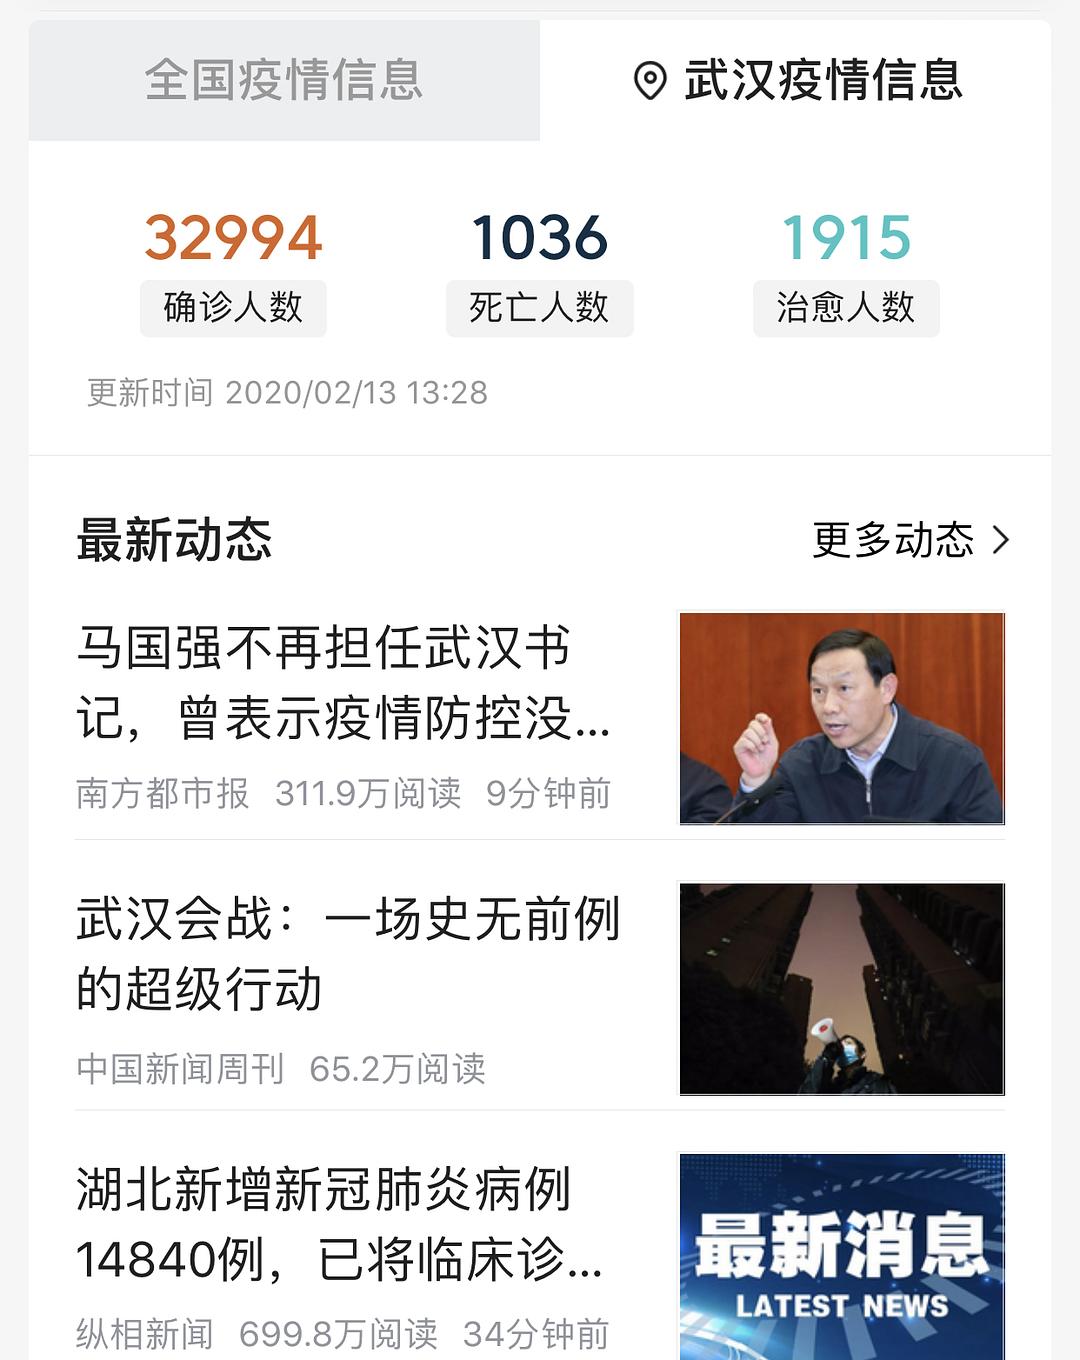 全国疫情信息
武汉疫情信息
32994
1036
1915
确诊人数
死亡人数
治愈人数
更新时间 2020/02/13 13:28
最新动态
更多动态
马国强不再担任武汉书
记，曾表示疫情防控没...
南方都市报 311.9万阅读 9分钟前
武汉会战：一场史无前例
的超级行动
中国新闻周刊 65.2万阅读
湖北新增新冠肺炎病例
14840例，已将临床诊...
纵相新闻 699.8万阅读 34分钟前
最新消息
LATEST NEWS